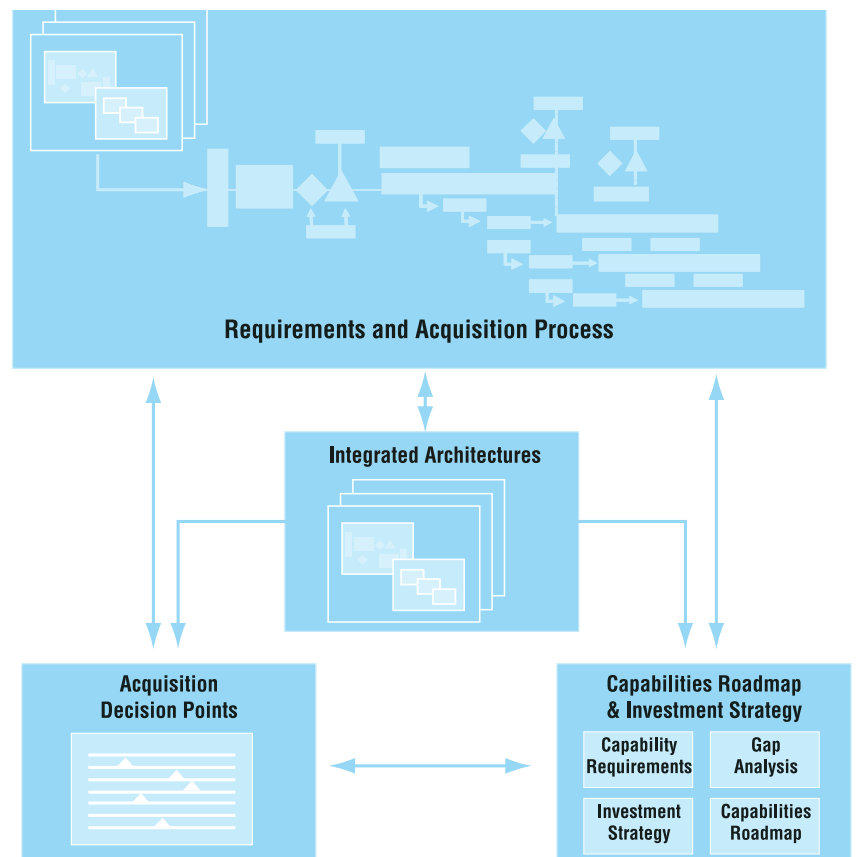 Requirements and Acquisition Process
Integrated Architectures
Acquisition
Decision Points
Capabilities Roadmap
& Investment Strategy
Capability
Requirements
Gap
Analysis
Investment
Strategy
Capabilities
Roadmap